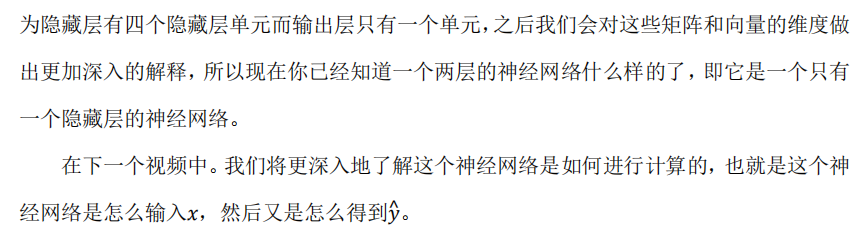 为隐藏层有四个隐藏层单元而输出层只有一个单元，之后我们会对这些矩阵和向量的维度做
出更加深入的解释，所以现在你已经知道一个两层的神经网络什么样的了，即它是一个只有
一个隐藏层的神经网络。
在下一个视频中。我们将更深入地了解这个神经网络是如何进行计算的，也就是这个神
经网络是怎么输入x，然后又是怎么得到ŷ。